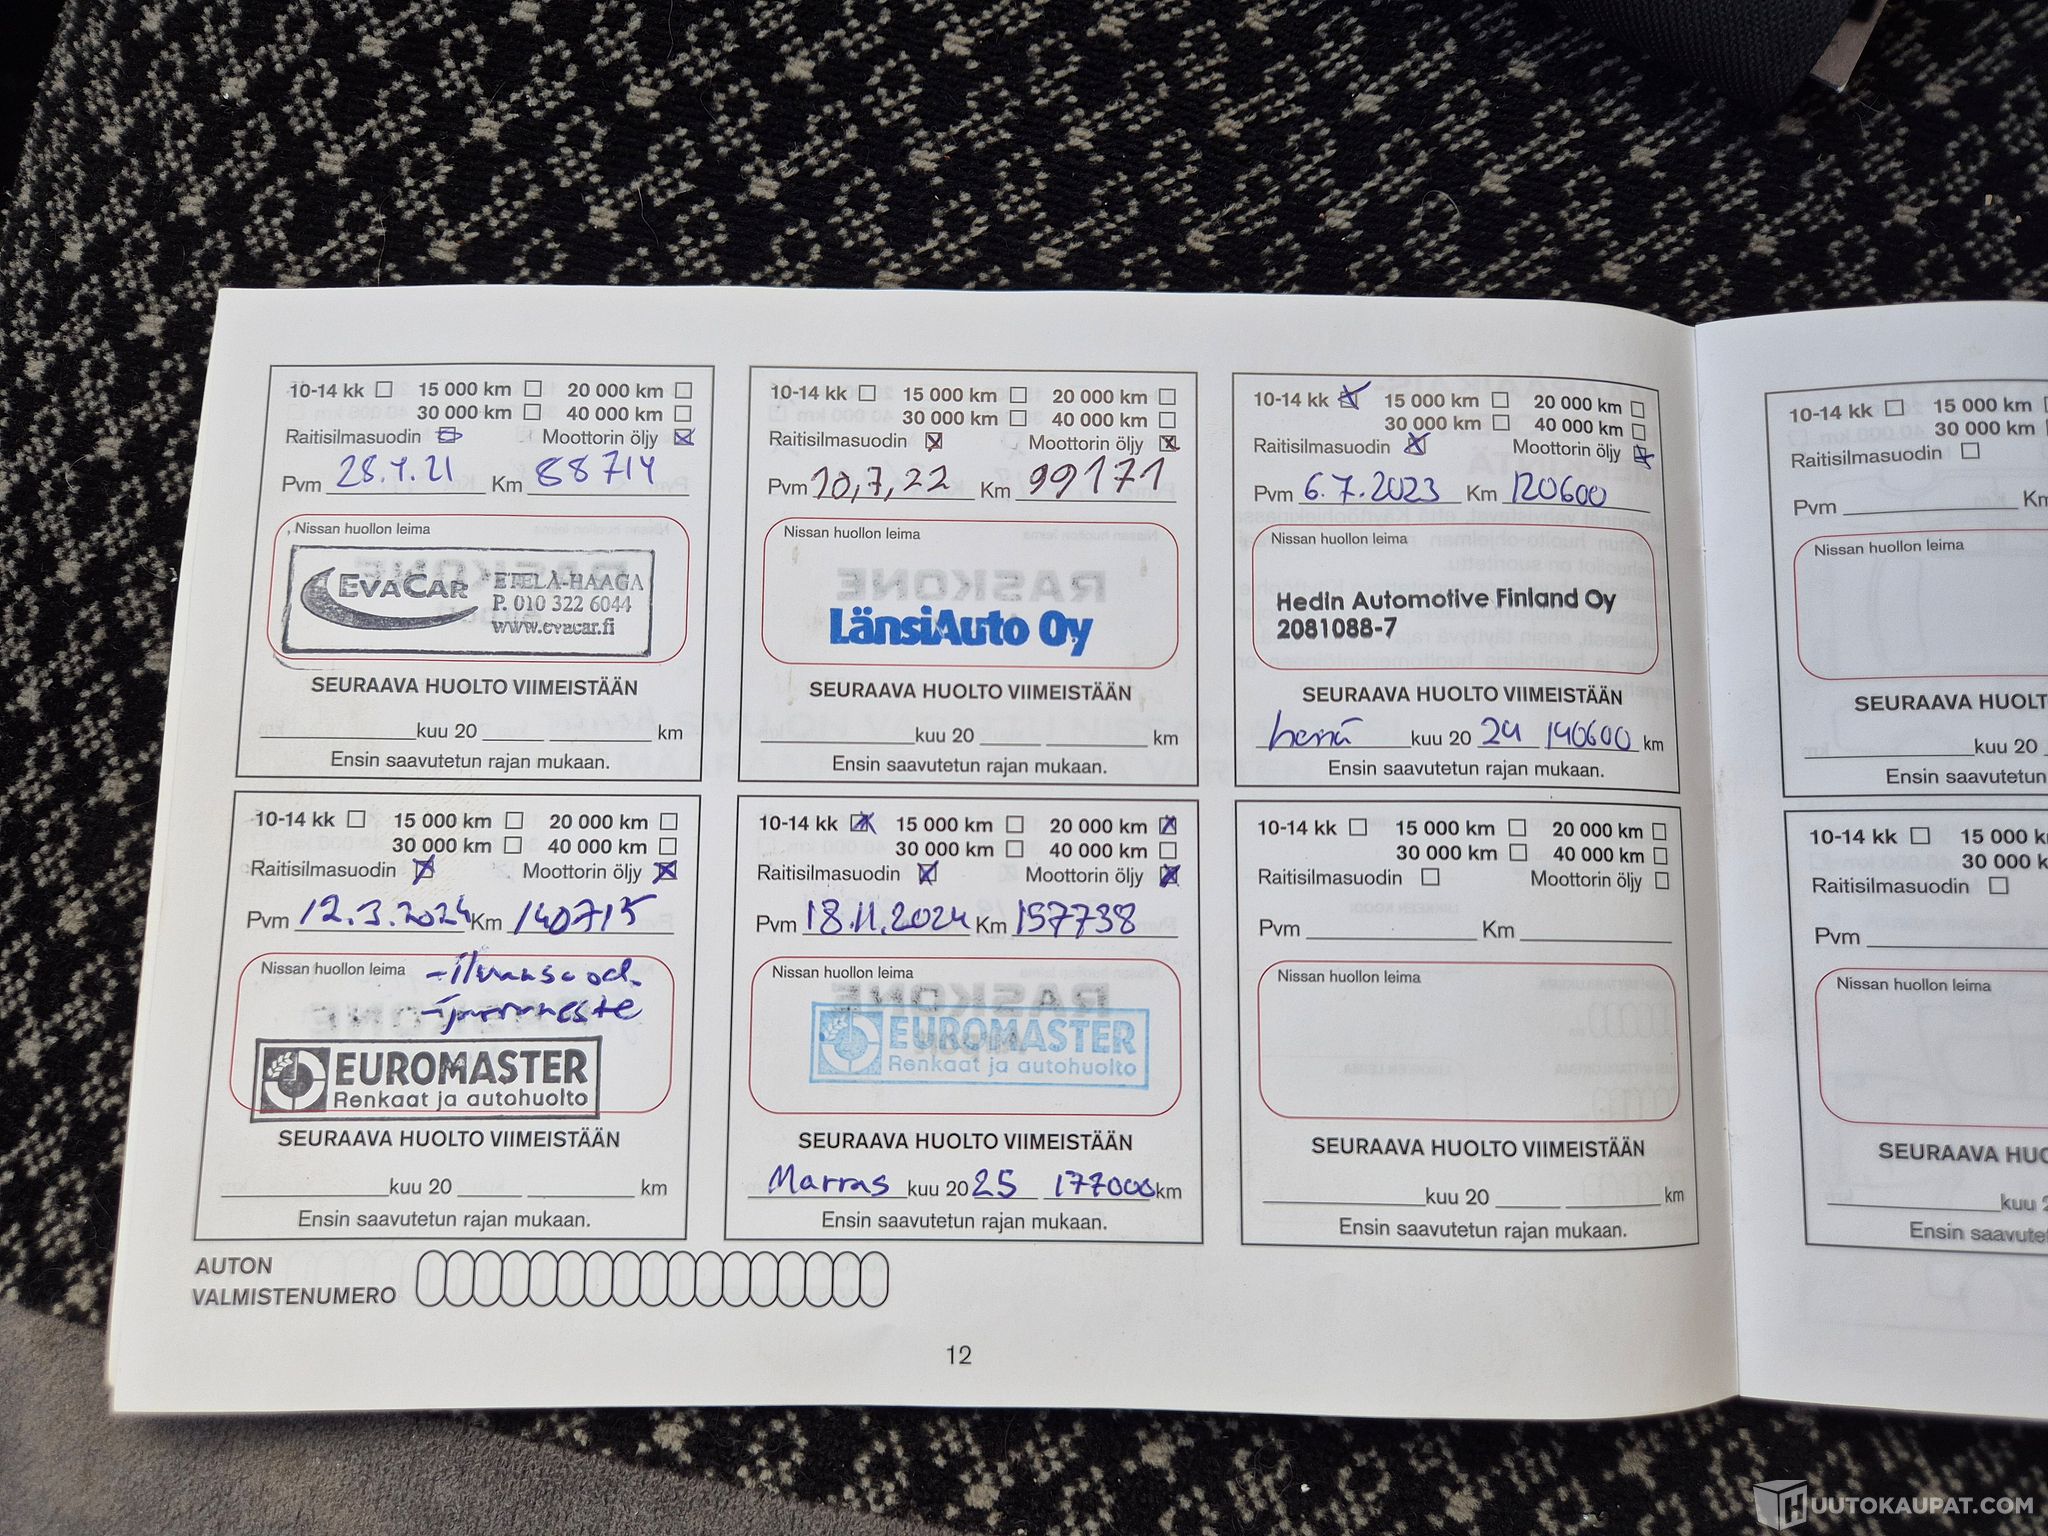 10-14 kk 15 000 km 20 000 km
30 000 km 40 000 km
Raitisilmasuodin Moottorin öljy
Pvm 28.4.21 Km 88714
Nissan huollon leima
EVACAR ETELÄ-HAAGA
P. 010 322 6044
www.evacar.fi
SEURAAVA HUOLTO VIIMEISTÄÄN
kuu 20 km
Ensin saavutetun rajan mukaan.
10-14 kk 15 000 km 20 000 km
30 000 km 40 000 km
Raitisilmasuodin Moottorin öljy
Pvm 20,7,22 Km 99171
Nissan huollon leima
LänsiAuto Oy
SEURAAVA HUOLTO VIIMEISTÄÄN
kuu 20 km
Ensin saavutetun rajan mukaan.
10-14 kk 15 000 km 20 000 km
30 000 km 40 000 km
Raitisilmasuodin Moottorin öljy
Pvm 6.7.2023 Km 120600
Nissan huollon leima
Hedin Automotive Finland Oy
2081088-7
SEURAAVA HUOLTO VIIMEISTÄÄN
heinä kuu 20 24 140600 km
Ensin saavutetun rajan mukaan.
10-14 kk 15 000 km
30 000 km
Raitisilmasuodin
Pvm Km
Nissan huollon leima
SEURAAVA HUOLT
kuu 20
Ensin saavute
10-14 kk 15 000 km 20 000 km
30 000 km 40 000 km
Raitisilmasuodin Moottorin öljy
Pvm 12.3.2024 Km 140715
Nissan huollon leima -Ilmansuod.
-jarruneste
EUROMASTER
Renkaat ja autohuolto
SEURAAVA HUOLTO VIIMEISTÄÄN
kuu 20 km
Ensin saavutetun rajan mukaan.
10-14 kk 15 000 km 20 000 km
30 000 km 40 000 km
Raitisilmasuodin Moottorin öljy
Pvm 18.11.2024 Km 157738
Nissan huollon leima
EUROMASTER
Renkaat ja autohuolto
SEURAAVA HUOLTO VIIMEISTÄÄN
Marras kuu 20 25 177000 km
Ensin saavutetun rajan mukaan.
10-14 kk 15 000 km 20 000 km
30 000 km 40 000 km
Raitisilmasuodin Moottorin öljy
Pvm Km
Nissan huollon leima
SEURAAVA HUOLTO VIIMEISTÄÄN
kuu 20 km
Ensin saavutetun rajan mukaan.
10-14 kk 15 000 k
30 000 k
Raitisilmasuodin
Pvm
Nissan huollon leima
SEURAAVA HUO
kuu 2
Ensin saavute
AUTON
VALMISTENUMERO
12
HUUTOKAUPAT.COM